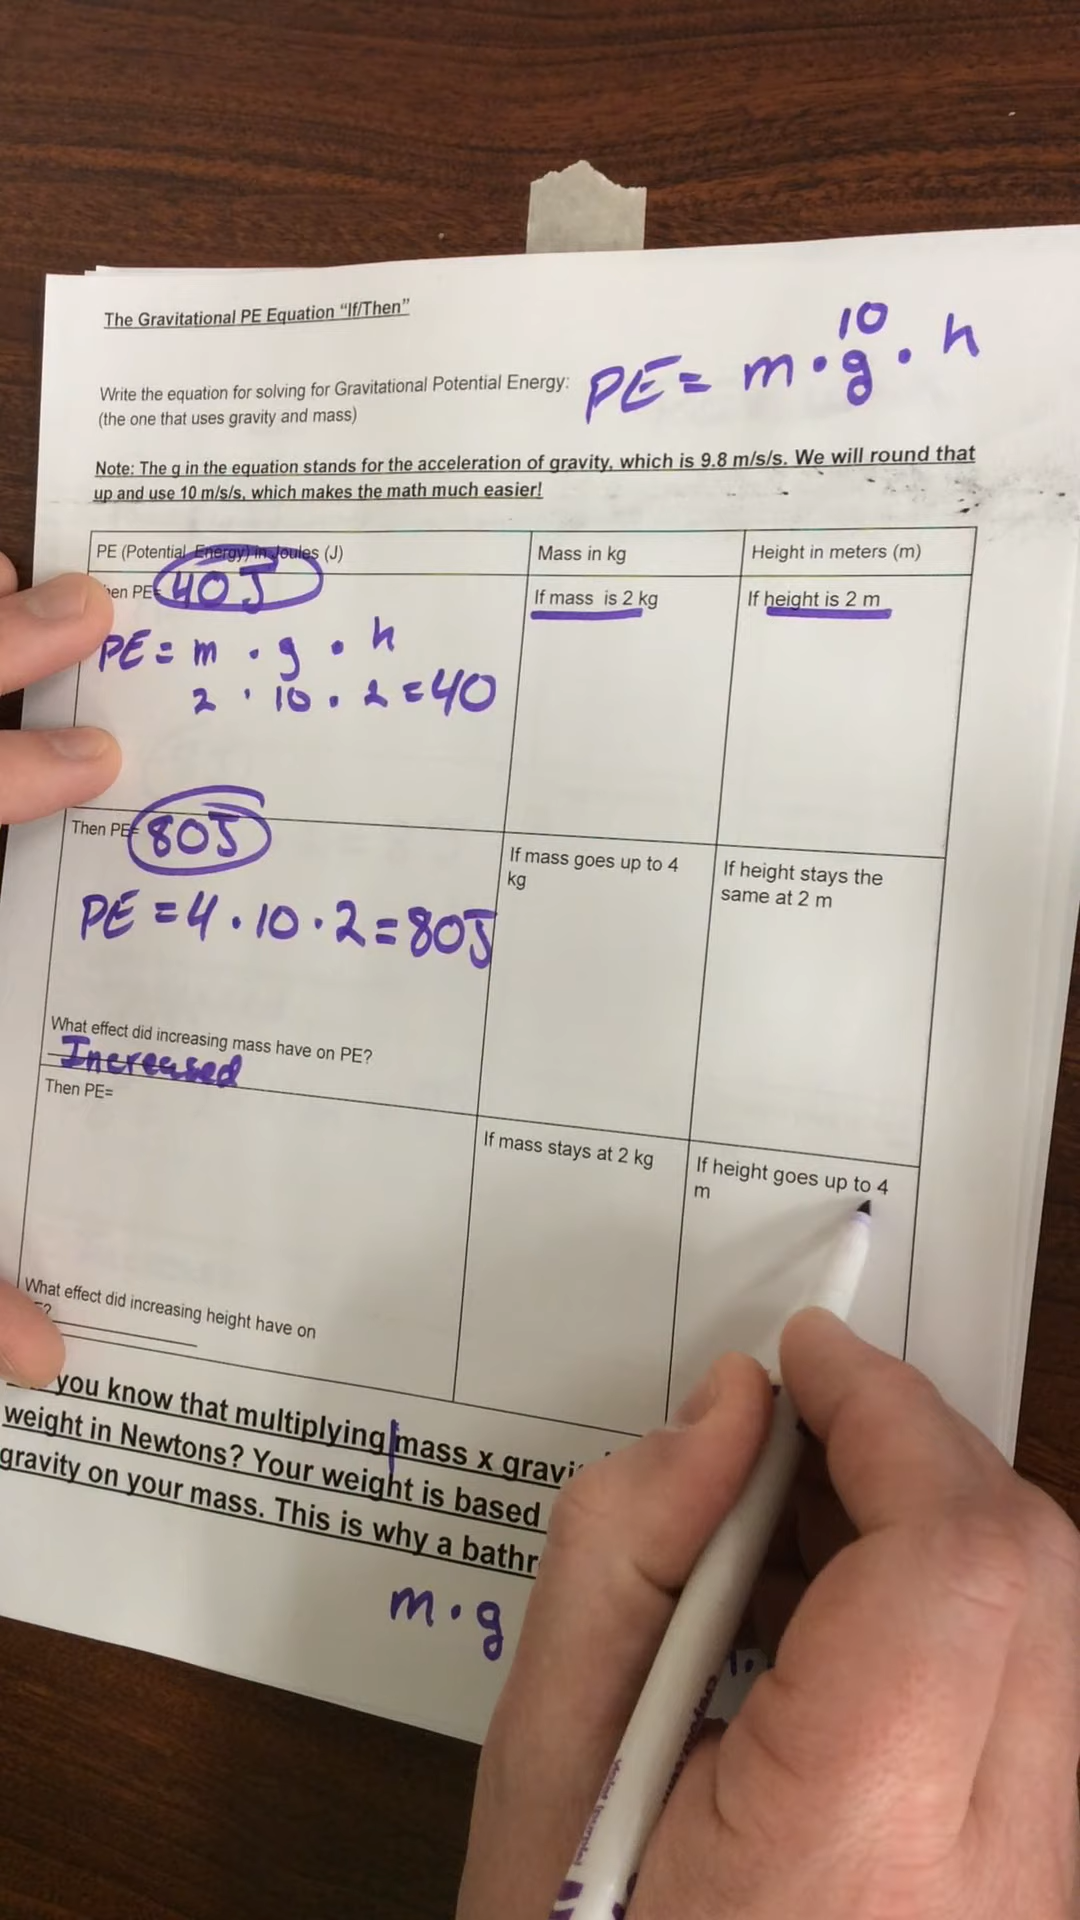 The Gravitational PE Equation “If/Then”
10
Write the equation for solving for Gravitational Potential Energy: PE = m · g · h
(the one that uses gravity and mass)
Note: The g in the equation stands for the acceleration of gravity, which is 9.8 m/s/s. We will round that
up and use 10 m/s/s, which makes the math much easier!
PE (Potential Energy) in Joules (J) Mass in kg Height in meters (m)
PE= 40J If mass is 2 kg If height is 2 m
PE = m · g · h
2 · 10 · 2 = 40
Then PE= 80J If mass goes up to 4 If height stays the
kg same at 2 m
PE = 4 · 10 · 2 = 80J
What effect did increasing mass have on PE?
Increased
Then PE= If mass stays at 2 kg If height goes up to 4
m
What effect did increasing height have on
you know that multiplying mass x
weight in Newtons? Your weight is based
gravity on your mass. This is why a
m · g